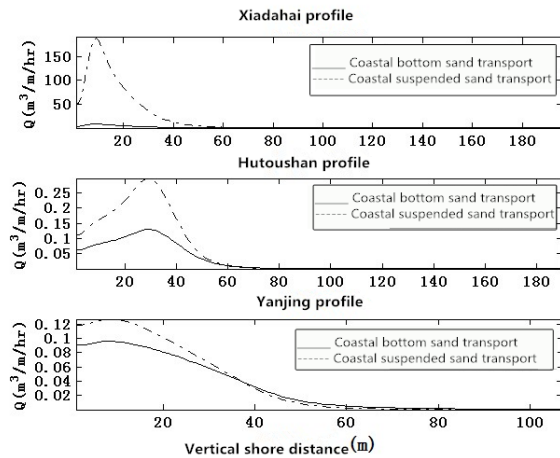 Xiadahai profile
Q(m³/m/hr)
150
100
50
Coastal bottom sand transport
Coastal suspended sand transport
20 40 60 80 100 120 140 160 180
Hutoushan profile
Q(m³/m/hr)
0.25
0.2
0.15
0.1
0.05
Coastal bottom sand transport
Coastal suspended sand transport
20 40 60 80 100 120 140 160 180
Yanjing profile
Q(m³/m/hr)
0.12
0.1
0.08
0.06
0.04
0.02
Coastal bottom sand transport
Coastal suspended sand transport
20 40 60 80 100
Vertical shore distance(m)